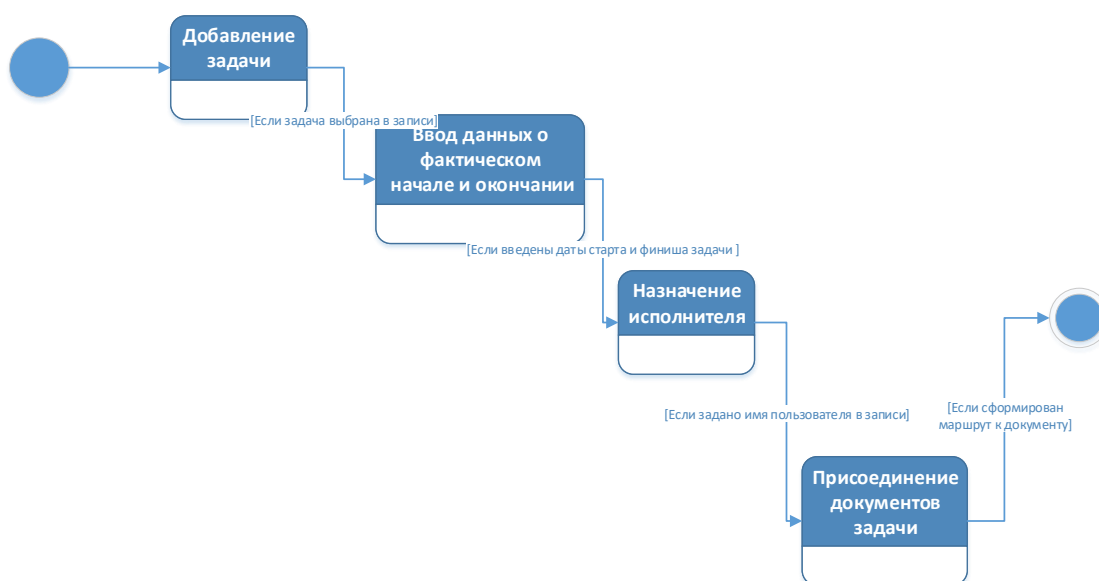 Добавление
задачи
[Если задача выбрана в записи]
Ввод данных о
фактическом
начале и окончании
[Если введены даты старта и финиша задачи ]
Назначение
исполнителя
[Если задано имя пользователя в записи]
[Если сформирован
маршрут к документу]
Присоединение
документов
задачи